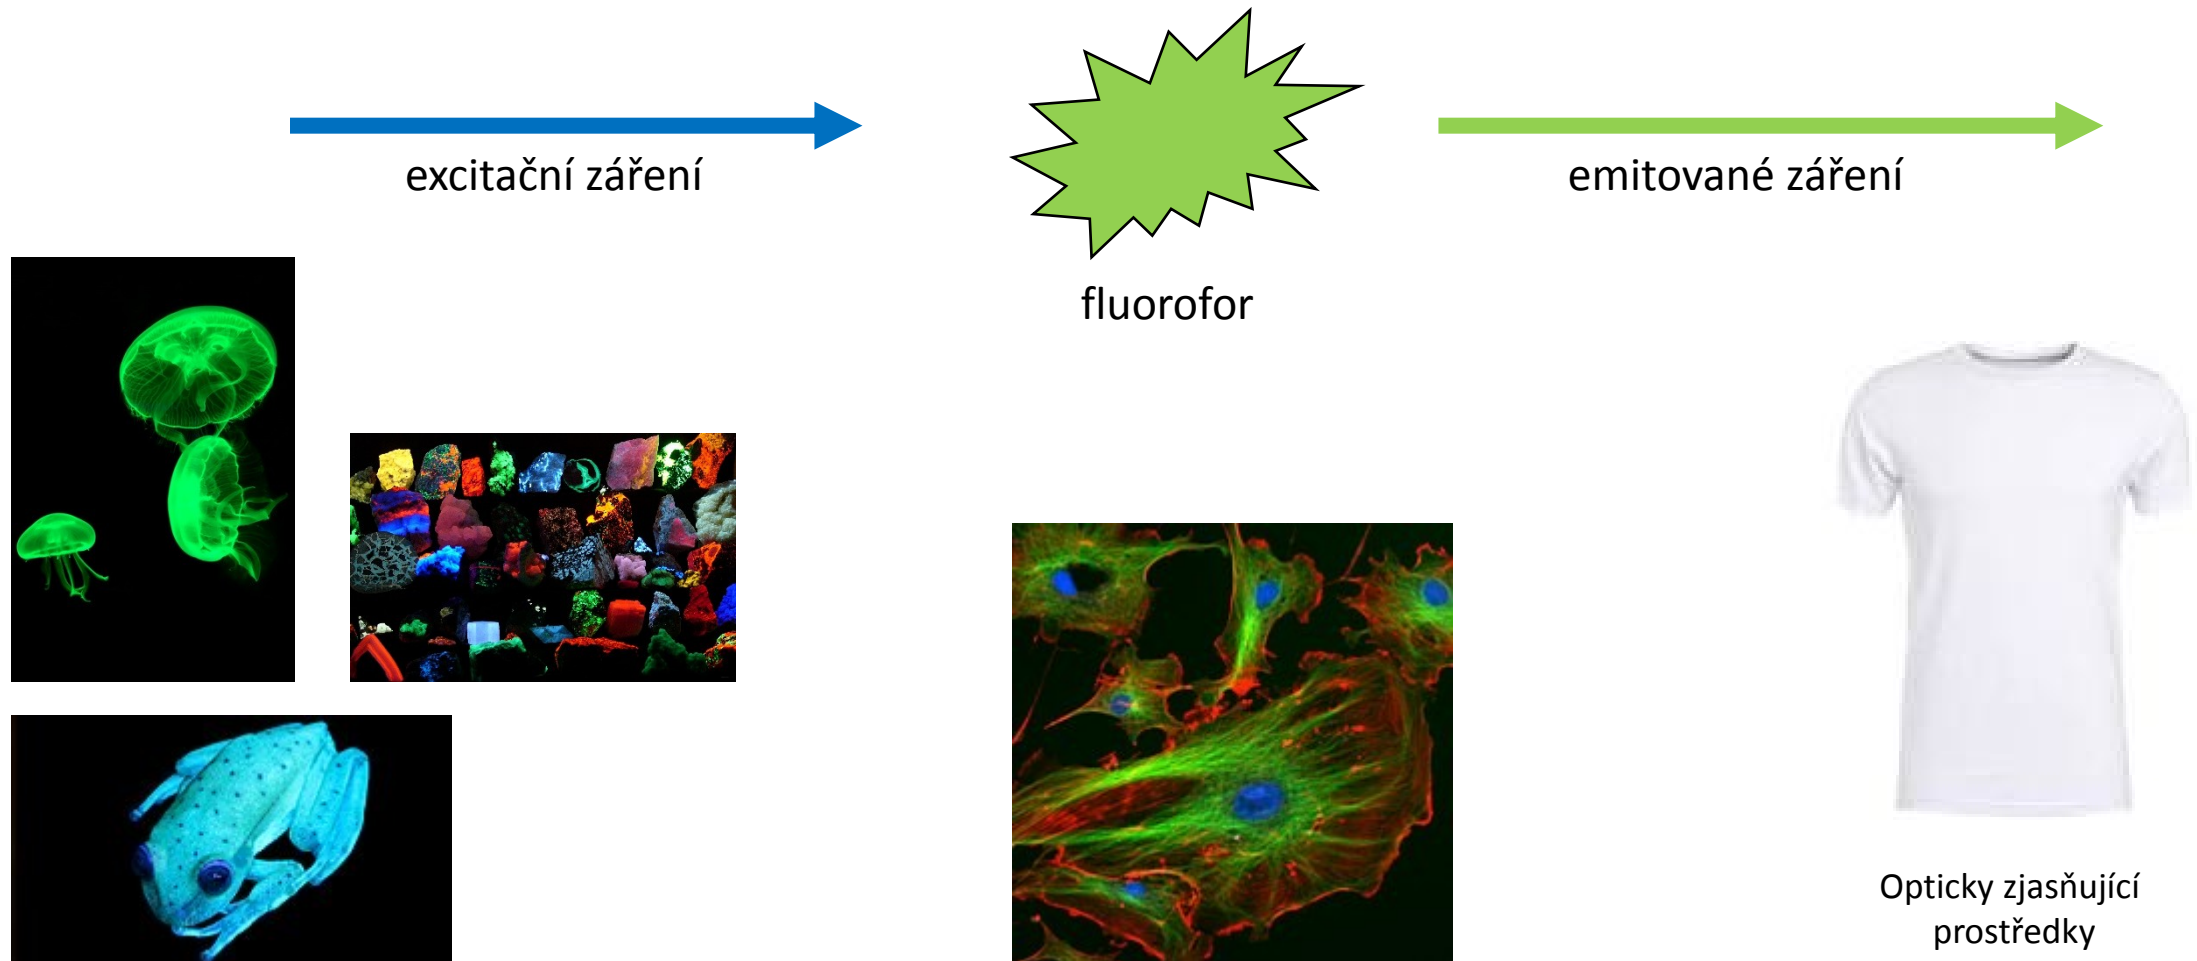 excitační záření
emitované záření
fluorofor
Opticky zjasňující
prostředky